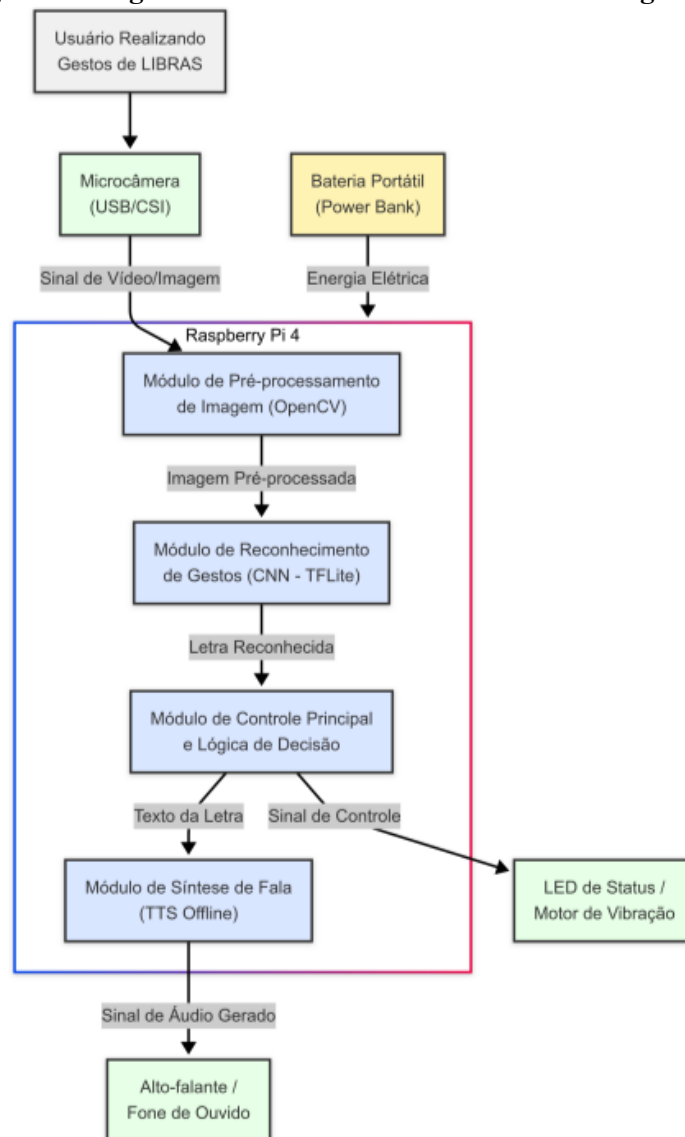 Usuário Realizando
Gestos de LIBRAS
Microcâmera
(USB/CSI)
Bateria Portátil
(Power Bank)
Sinal de Vídeo/Imagem
Energia Elétrica
Raspberry Pi 4
Módulo de Pré-processamento
de Imagem (OpenCV)
Imagem Pré-processada
Módulo de Reconhecimento
de Gestos (CNN - TFLite)
Letra Reconhecida
Módulo de Controle Principal
e Lógica de Decisão
Texto da Letra
Sinal de Controle
Módulo de Síntese de Fala
(TTS Offline)
LED de Status /
Motor de Vibração
Sinal de Áudio Gerado
Alto-falante /
Fone de Ouvido